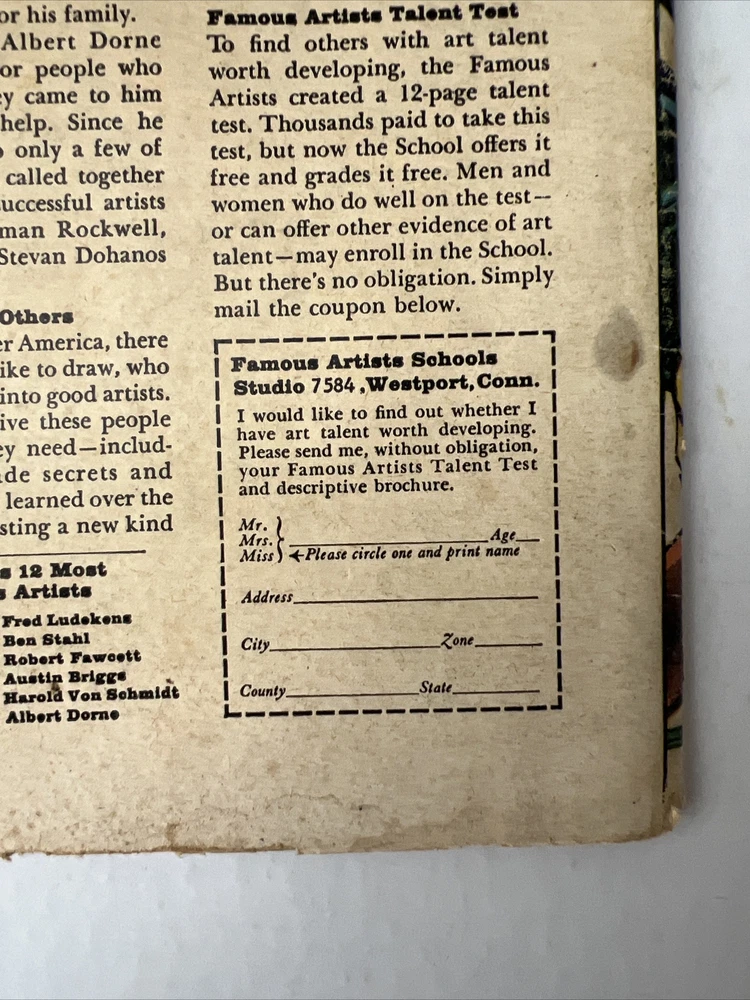 or his family.
Albert Dorne
or people who
y came to him
help. Since he
only a few of
called together
uccessful artists
man Rockwell,
Stevan Dohanos
Others
er America, there
ike to draw, who
into good artists.
ive these people
ey need—includ-
de secrets and
learned over the
sting a new kind
s 12 Most
s Artists
Fred Ludekens
Ben Stahl
Robert Fawcett
Austin Briggs
Harold Von Schmidt
Albert Dorne
Famous Artists Talent Test
To find others with art talent
worth developing, the Famous
Artists created a 12-page talent
test. Thousands paid to take this
test, but now the School offers it
free and grades it free. Men and
women who do well on the test—
or can offer other evidence of art
talent—may enroll in the School.
But there's no obligation. Simply
mail the coupon below.
Famous Artists Schools
Studio 7584, Westport, Conn.
I would like to find out whether I
have art talent worth developing.
Please send me, without obligation,
your Famous Artists Talent Test
and descriptive brochure.
Mr.
Mrs. Age
Miss ←Please circle one and print name
Address
City Zone
County State